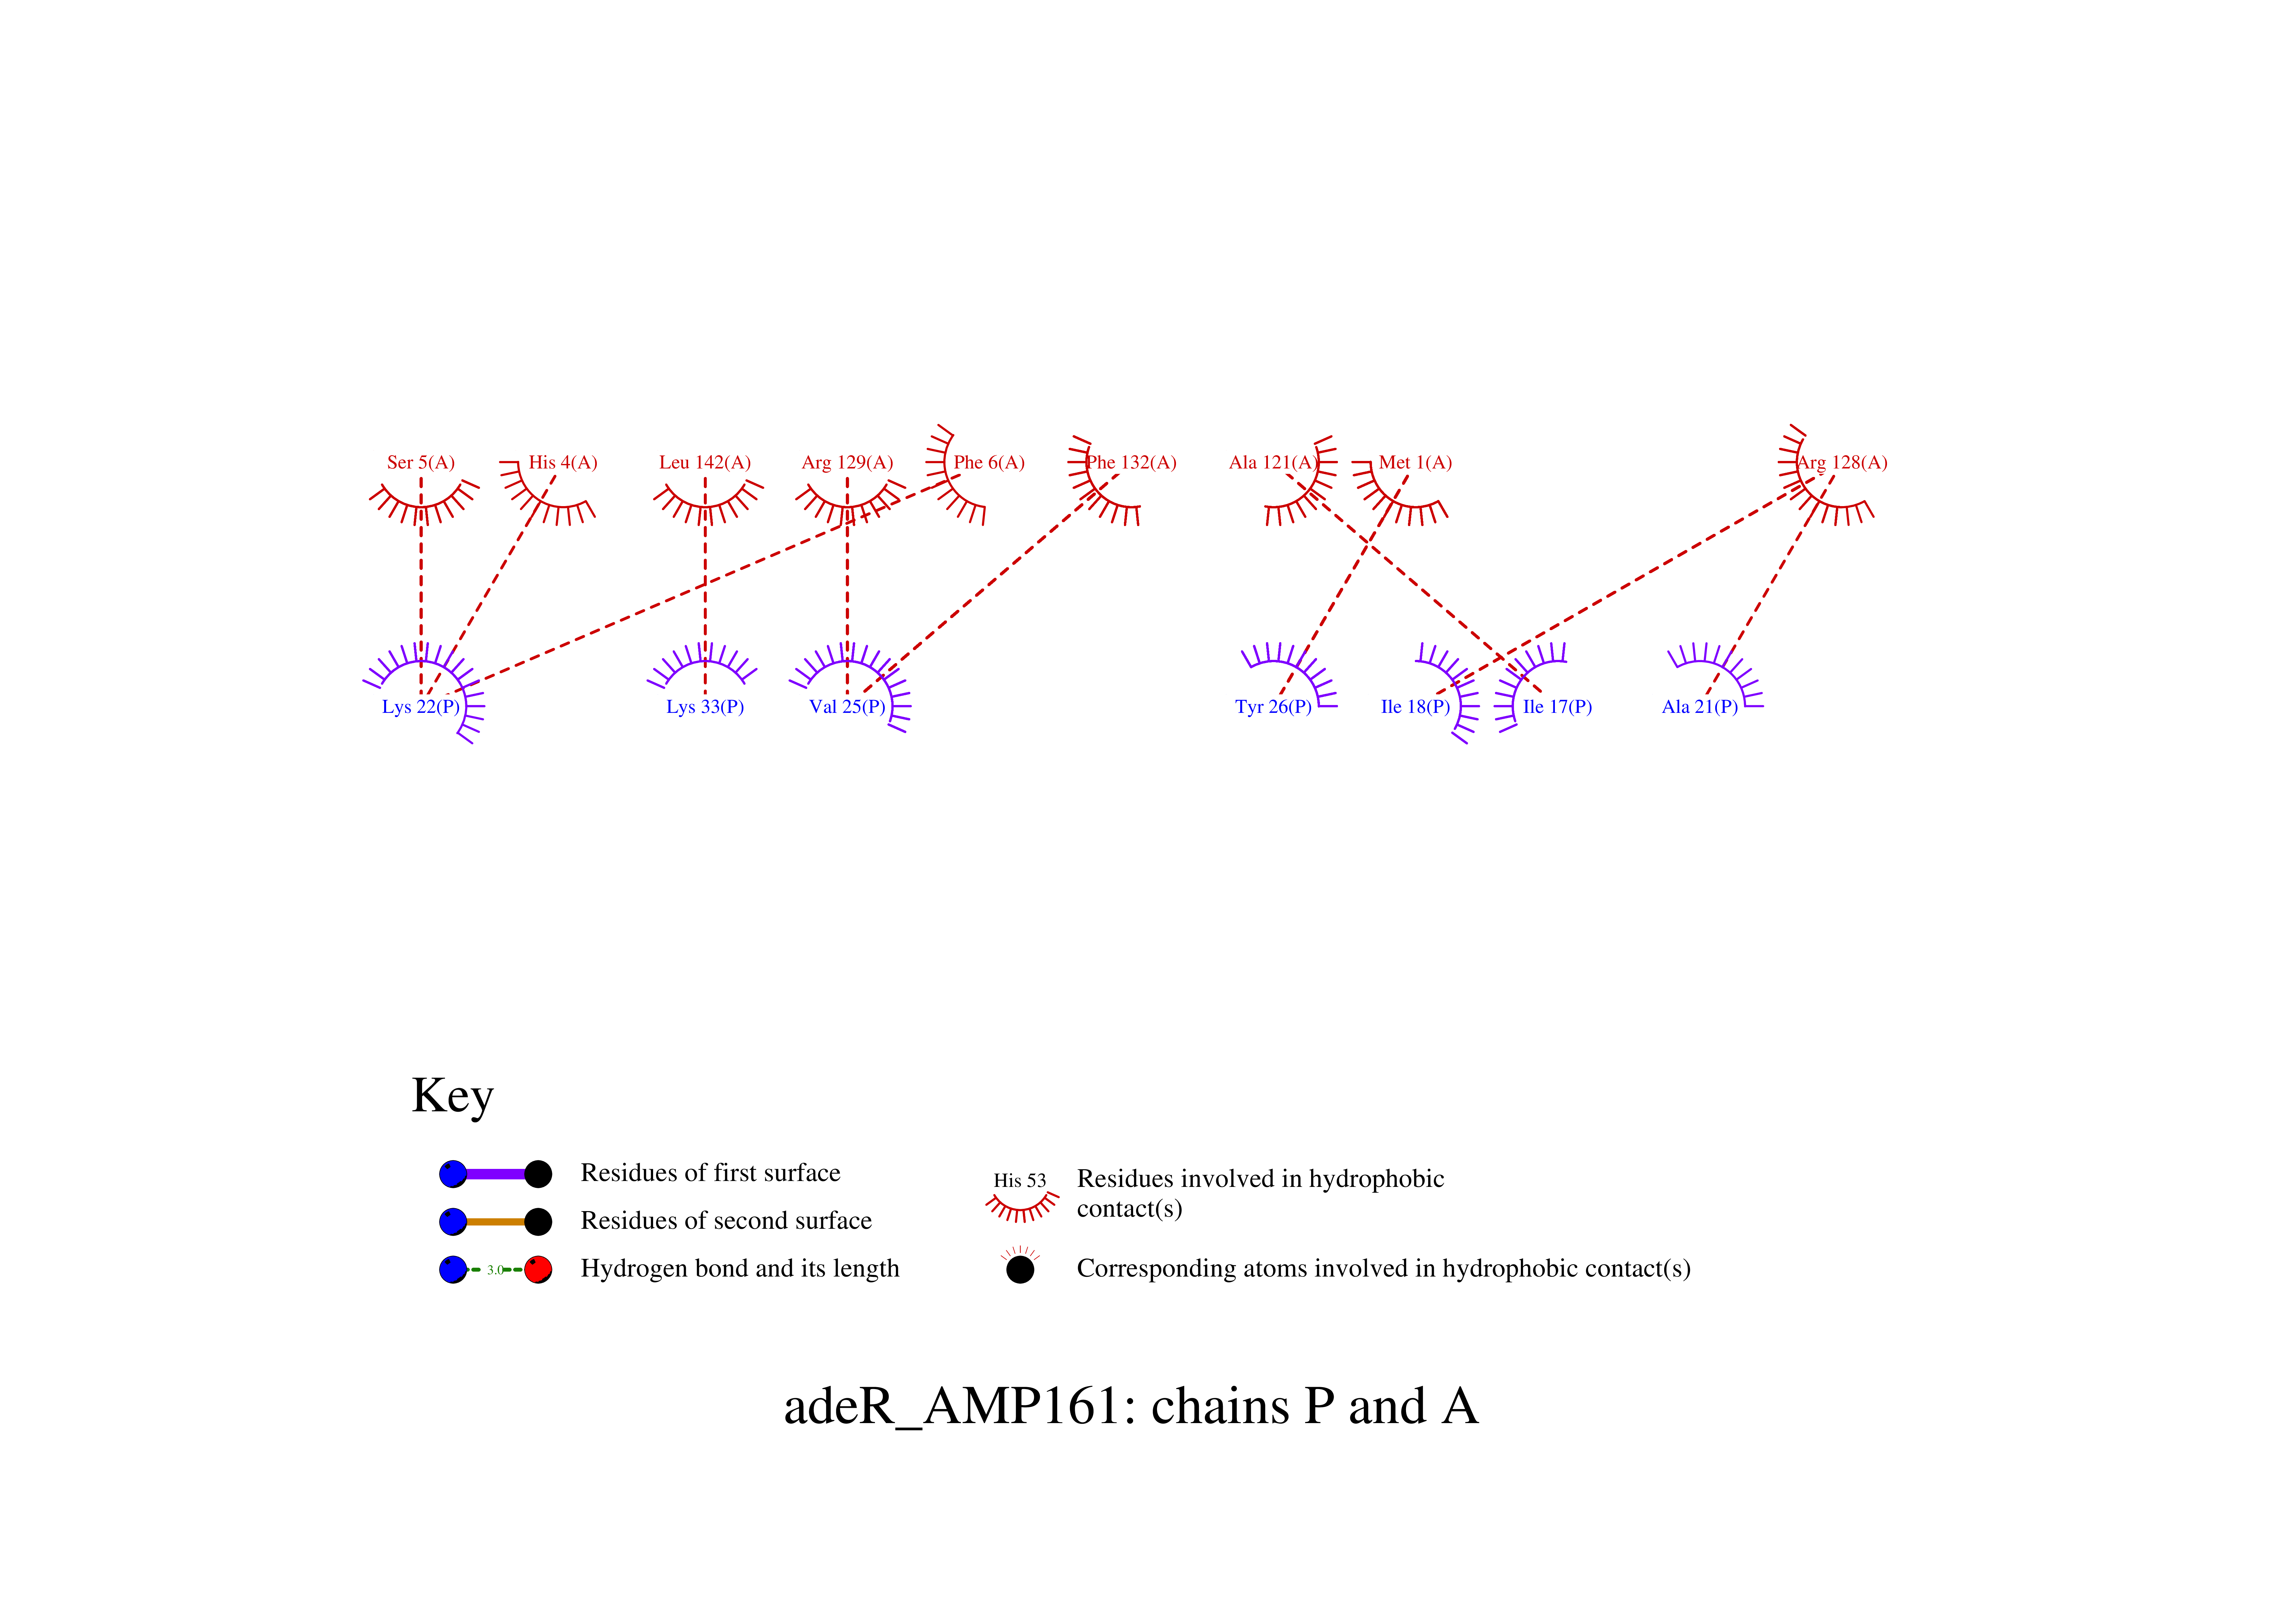 Ser 5(A) His 4(A) Leu 142(A) Arg 129(A) Phe 6(A) Phe 132(A) Ala 121(A) Met 1(A) Arg 128(A)
Lys 22(P) Lys 33(P) Val 25(P) Tyr 26(P) Ile 18(P) Ile 17(P) Ala 21(P)
Key
Residues of first surface
Residues of second surface
3.0 Hydrogen bond and its length
His 53 Residues involved in hydrophobic
contact(s)
Corresponding atoms involved in hydrophobic contact(s)
adeR_AMP161: chains P and A